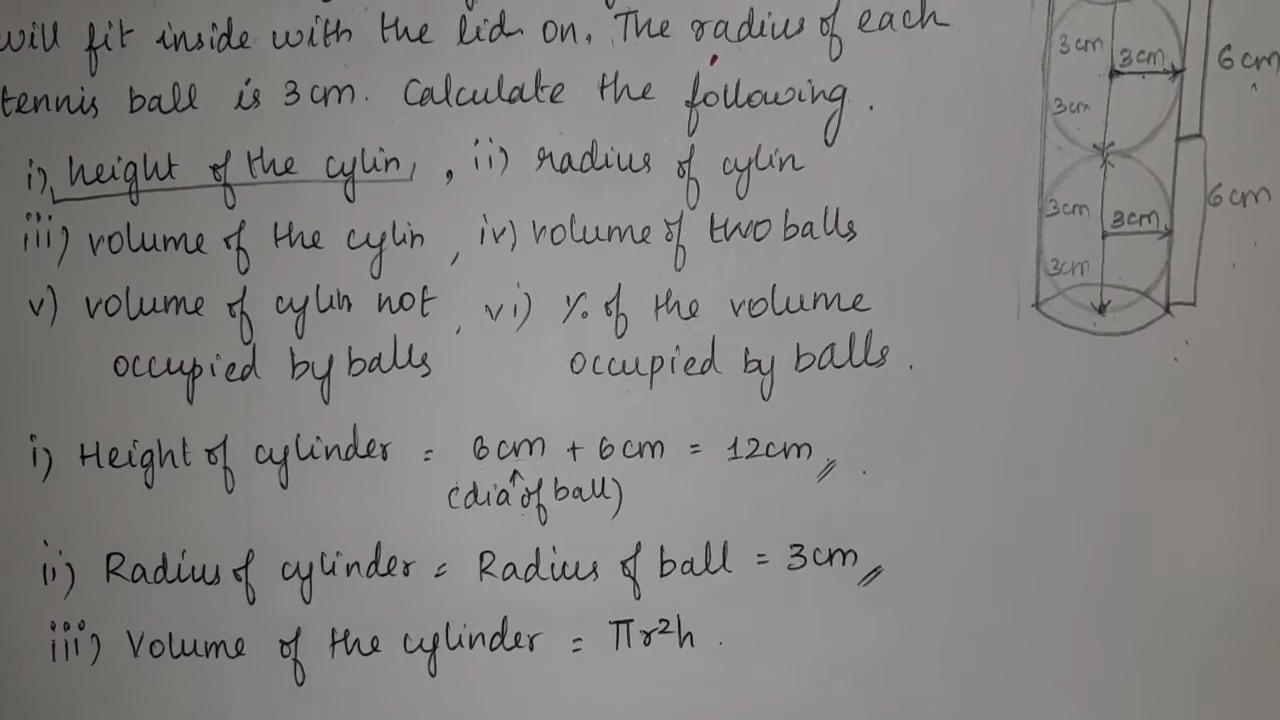 will fit inside with the lid on. The radius of each
tennis ball is 3 cm. Calculate the following.
i) height of the cylin, , ii) radius of cylin
iii) volume of the cylin , iv) volume of two balls
v) volume of cylin not , vi) % of the volume
occupied by balls occupied by balls.
i) Height of cylinder = 6cm + 6cm = 12cm
(dia of ball)
ii) Radius of cylinder = Radius of ball = 3cm
iii) Volume of the cylinder = πr²h.
3cm
3cm
6cm
3cm
3cm
3cm
6cm
3cm